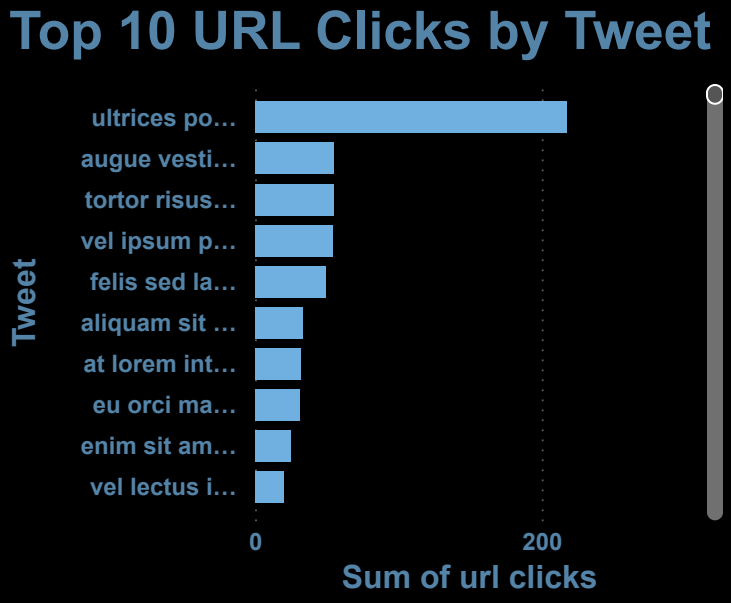 Top 10 URL Clicks by Tweet
ultrices po…
augue vesti…
tortor risus…
vel ipsum p…
felis sed la…
aliquam sit …
at lorem int…
eu orci ma…
enim sit am…
vel lectus i…
Tweet
0 200
Sum of url clicks